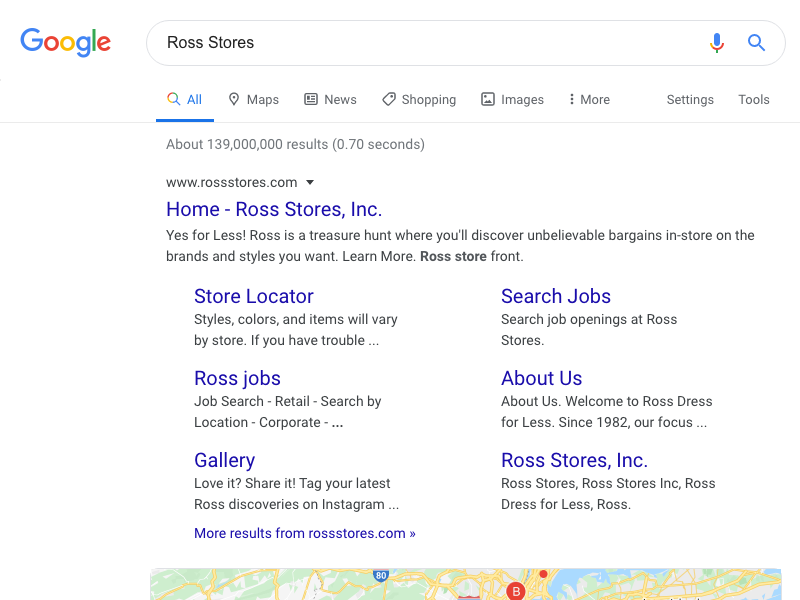 Google
Ross Stores
All Maps News Shopping Images More Settings Tools
About 139,000,000 results (0.70 seconds)
www.rossstores.com
Home - Ross Stores, Inc.
Yes for Less! Ross is a treasure hunt where you'll discover unbelievable bargains in-store on the
brands and styles you want. Learn More. Ross store front.
Store Locator
Styles, colors, and items will vary
by store. If you have trouble ...
Search Jobs
Search job openings at Ross
Stores.
Ross jobs
Job Search - Retail - Search by
Location - Corporate - ...
About Us
About Us. Welcome to Ross Dress
for Less. Since 1982, our focus ...
Gallery
Love it? Share it! Tag your latest
Ross discoveries on Instagram ...
Ross Stores, Inc.
Ross Stores, Ross Stores Inc, Ross
Dress for Less, Ross.
More results from rossstores.com »
80
B